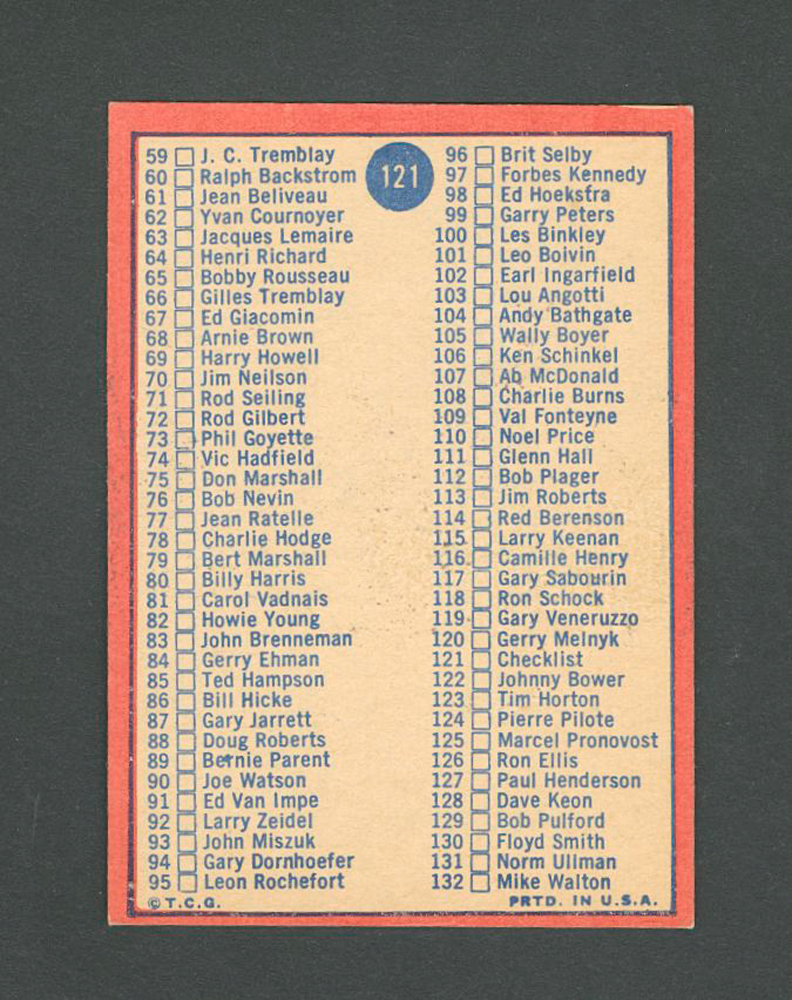 121
59 J. C. Tremblay
60 Ralph Backstrom
61 Jean Beliveau
62 Yvan Cournoyer
63 Jacques Lemaire
64 Henri Richard
65 Bobby Rousseau
66 Gilles Tremblay
67 Ed Giacomin
68 Arnie Brown
69 Harry Howell
70 Jim Neilson
71 Rod Seiling
72 Rod Gilbert
73 Phil Goyette
74 Vic Hadfield
75 Don Marshall
76 Bob Nevin
77 Jean Ratelle
78 Charlie Hodge
79 Bert Marshall
80 Billy Harris
81 Carol Vadnais
82 Howie Young
83 John Brenneman
84 Gerry Ehman
85 Ted Hampson
86 Bill Hicke
87 Gary Jarrett
88 Doug Roberts
89 Bernie Parent
90 Joe Watson
91 Ed Van Impe
92 Larry Zeidel
93 John Miszuk
94 Gary Dornhoefer
95 Leon Rochefort
96 Brit Selby
97 Forbes Kennedy
98 Ed Hoekstra
99 Garry Peters
100 Les Binkley
101 Leo Boivin
102 Earl Ingarfield
103 Lou Angotti
104 Andy Bathgate
105 Wally Boyer
106 Ken Schinkel
107 Ab McDonald
108 Charlie Burns
109 Val Fonteyne
110 Noel Price
111 Glenn Hall
112 Bob Plager
113 Jim Roberts
114 Red Berenson
115 Larry Keenan
116 Camille Henry
117 Gary Sabourin
118 Ron Schock
119 Gary Veneruzzo
120 Gerry Melnyk
121 Checklist
122 Johnny Bower
123 Tim Horton
124 Pierre Pilote
125 Marcel Pronovost
126 Ron Ellis
127 Paul Henderson
128 Dave Keon
129 Bob Pulford
130 Floyd Smith
131 Norm Ullman
132 Mike Walton
© T.C.G.
PRTD. IN U.S.A.